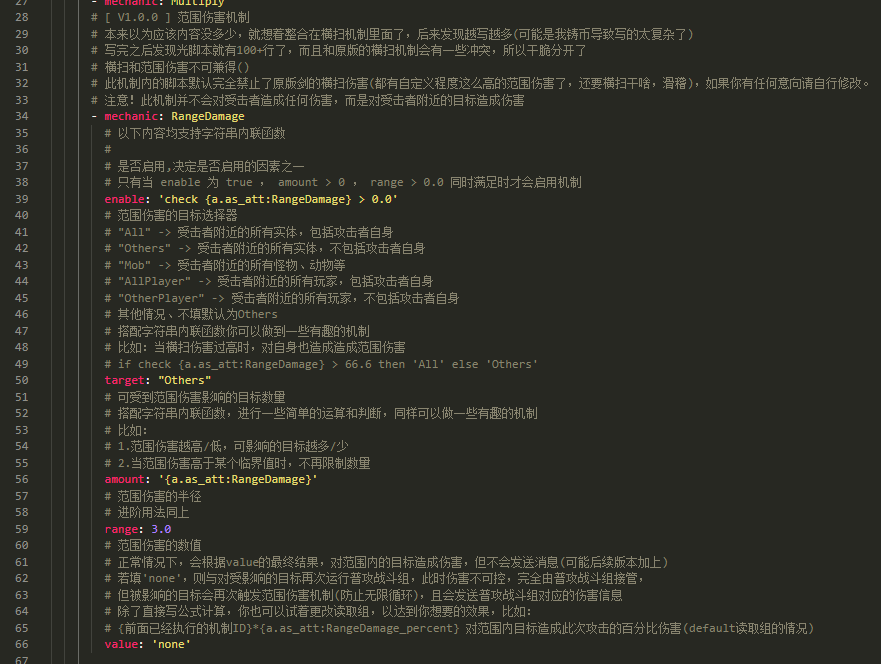 27 - mechanic: Multiply
28 # [ V1.0.0 ] 范围伤害机制
29 # 本来以为应该内容没多少，就想着整合在横扫机制里面了，后来发现越写越多(可能是我铸币导致写的太复杂了)
30 # 写完之后发现光脚本就有100+行了，而且和原版的横扫机制会有一些冲突，所以干脆分开了
31 # 横扫和范围伤害不可兼得()
32 # 此机制内的脚本默认完全禁止了原版剑的横扫伤害(都有自定义程度这么高的范围伤害了，还要横扫干啥，滑稽)，如果你有任何意向请自行修改。
33 # 注意！此机制并不会对受击者造成任何伤害，而是对受击者附近的目标造成伤害
34 - mechanic: RangeDamage
35 # 以下内容均支持字符串内联函数
36 #
37 # 是否启用,决定是否启用的因素之一
38 # 只有当 enable 为 true ， amount > 0 ， range > 0.0 同时满足时才会启用机制
39 enable: 'check {a.as_att:RangeDamage} > 0.0'
40 # 范围伤害的目标选择器
41 # "All" -> 受击者附近的所有实体，包括攻击者自身
42 # "Others" -> 受击者附近的所有实体，不包括攻击者自身
43 # "Mob" -> 受击者附近的所有怪物、动物等
44 # "AllPlayer" -> 受击者附近的所有玩家，包括攻击者自身
45 # "OtherPlayer" -> 受击者附近的所有玩家，不包括攻击者自身
46 # 其他情况、不填默认为Others
47 # 搭配字符串内联函数你可以做到一些有趣的机制
48 # 比如：当横扫伤害过高时，对自身也造成造成范围伤害
49 # if check {a.as_att:RangeDamage} > 66.6 then 'All' else 'Others'
50 target: "Others"
51 # 可受到范围伤害影响的目标数量
52 # 搭配字符串内联函数，进行一些简单的运算和判断，同样可以做一些有趣的机制
53 # 比如：
54 # 1.范围伤害越高/低，可影响的目标越多/少
55 # 2.当范围伤害高于某个临界值时，不再限制数量
56 amount: '{a.as_att:RangeDamage}'
57 # 范围伤害的半径
58 # 进阶用法同上
59 range: 3.0
60 # 范围伤害的数值
61 # 正常情况下，会根据value的最终结果，对范围内的目标造成伤害，但不会发送消息(可能后续版本加上)
62 # 若填'none'，则与对受影响的目标再次运行普攻战斗组，此时伤害不可控，完全由普攻战斗组接管，
63 # 但被影响的目标会再次触发范围伤害机制(防止无限循环)，且会发送普攻战斗组对应的伤害信息
64 # 除了直接写公式计算，你也可以试着更改读取组，以达到你想要的效果，比如：
65 # {前面已经执行的机制ID}*{a.as_att:RangeDamage_percent} 对范围内目标造成此次攻击的百分比伤害(default读取组的情况)
66 value: 'none'
67